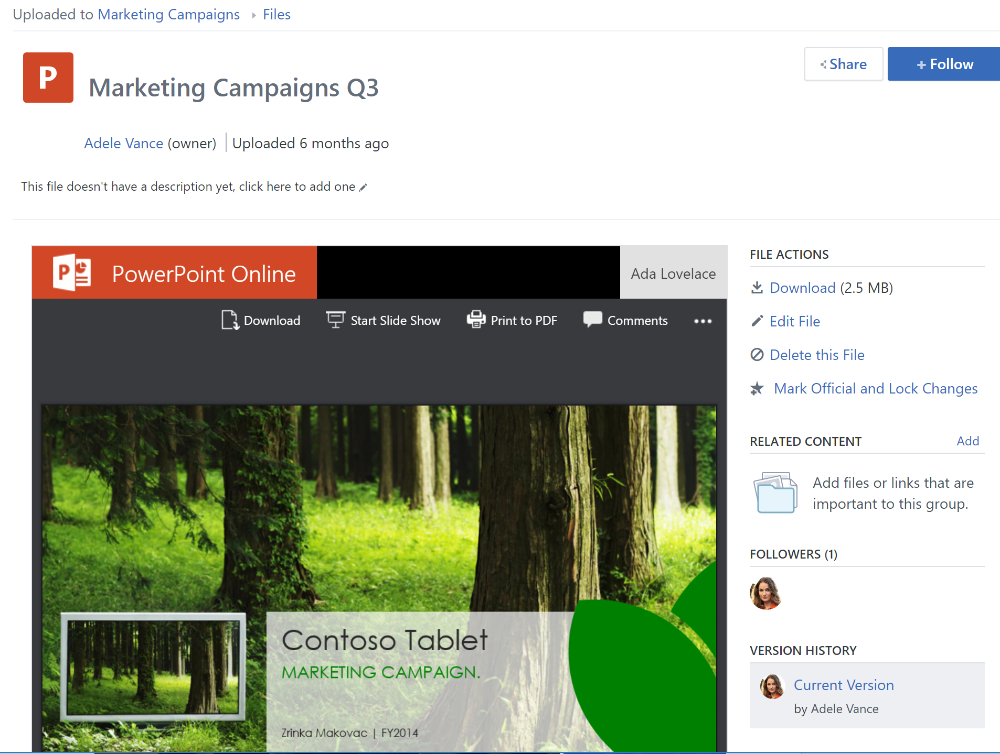 Uploaded to Marketing Campaigns Files
Share
+ Follow
P
Marketing Campaigns Q3
Adele Vance (owner) Uploaded 6 months ago
This file doesn't have a description yet, click here to add one
P PowerPoint Online
Ada Lovelace
Download Start Slide Show Print to PDF Comments ...
Contoso Tablet
MARKETING CAMPAIGN.
Zrinka Makovac | FY2014
FILE ACTIONS
Download (2.5 MB)
Edit File
Delete this File
Mark Official and Lock Changes
RELATED CONTENT Add
Add files or links that are
important to this group.
FOLLOWERS (1)
VERSION HISTORY
Current Version
by Adele Vance